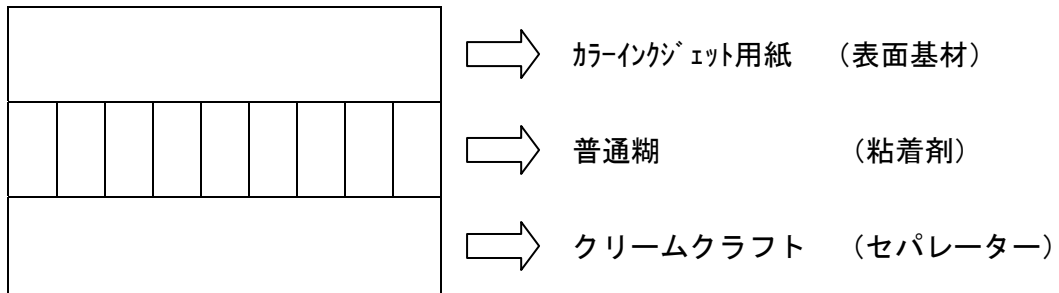 ｶﾗｰｲﾝｸｼﾞｪｯﾄ用紙 （表面基材）
普通糊 （粘着剤）
クリームクラフト （セパレーター）